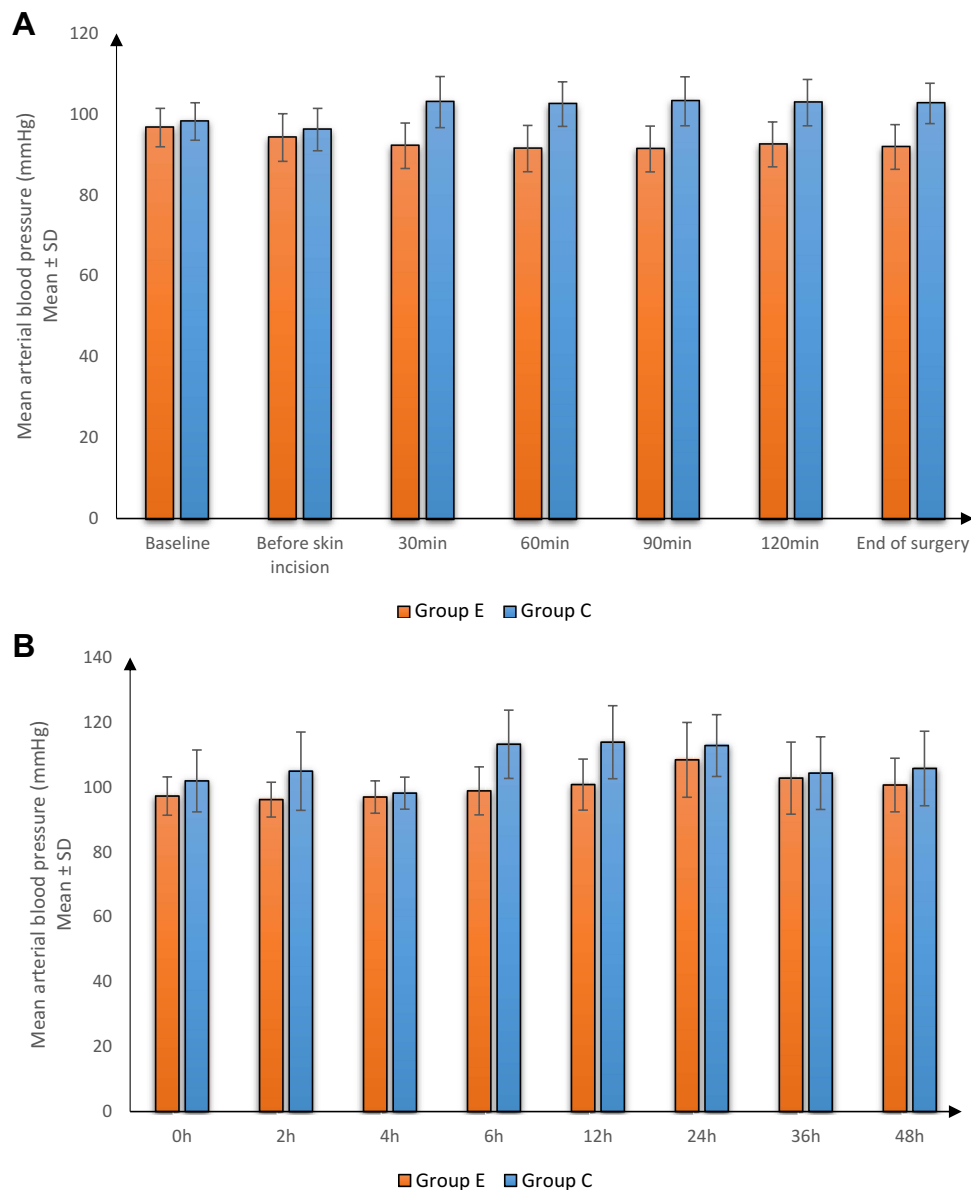 A
120
100
80
60
40
20
0
Mean arterial blood pressure (mmHg)
Mean ± SD
Baseline
Before skin
incision
30min
60min
90min
120min
End of surgery
Group E
Group C
B
140
120
100
80
60
40
20
0
Mean arterial blood pressure (mmHg)
Mean ± SD
0h
2h
4h
6h
12h
24h
36h
48h
Group E
Group C